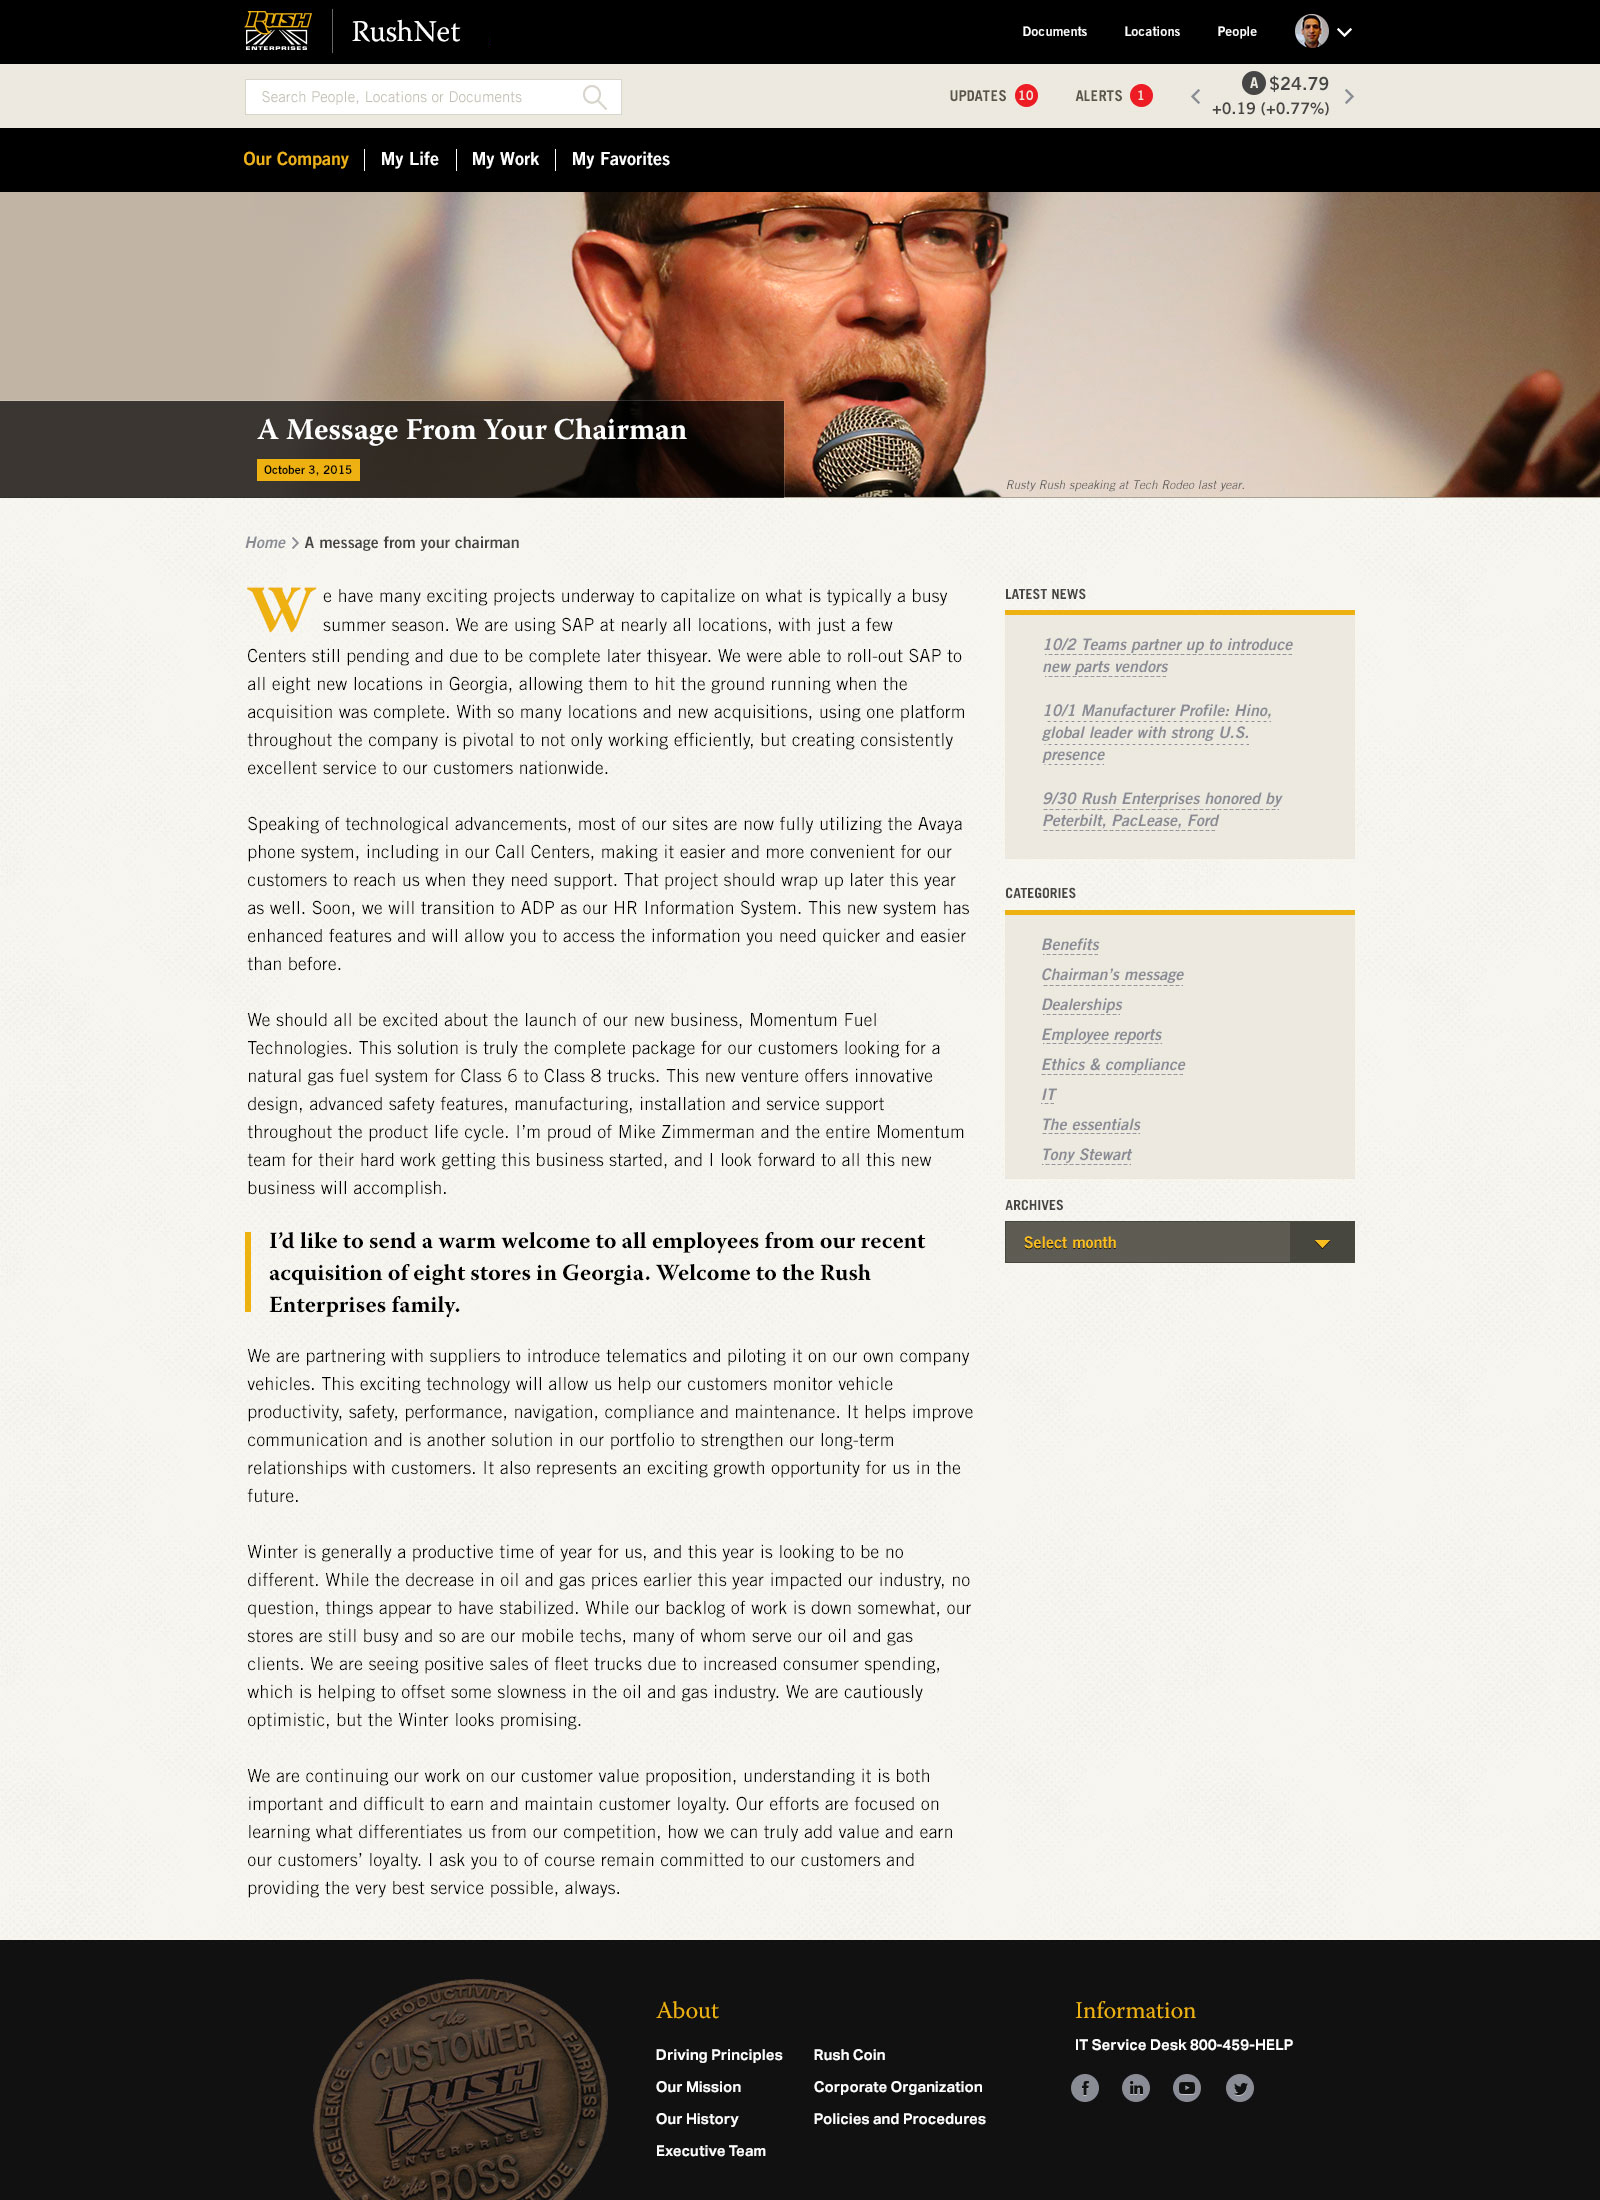 RUSH
ENTERPRISES
RushNet
Documents
Locations
People
Search People, Locations or Documents
UPDATES 10
ALERTS 1
A $24.79
+0.19 (+0.77%)
Our Company
My Life
My Work
My Favorites
A Message From Your Chairman
October 3, 2015
SHURE
Rusty Rush speaking at Tech Rodeo last year.
Home > A message from your chairman
We have many exciting projects underway to capitalize on what is typically a busy
summer season. We are using SAP at nearly all locations, with just a few
Centers still pending and due to be complete later thisyear. We were able to roll-out SAP to
all eight new locations in Georgia, allowing them to hit the ground running when the
acquisition was complete. With so many locations and new acquisitions, using one platform
throughout the company is pivotal to not only working efficiently, but creating consistently
excellent service to our customers nationwide.
Speaking of technological advancements, most of our sites are now fully utilizing the Avaya
phone system, including in our Call Centers, making it easier and more convenient for our
customers to reach us when they need support. That project should wrap up later this year
as well. Soon, we will transition to ADP as our HR Information System. This new system has
enhanced features and will allow you to access the information you need quicker and easier
than before.
We should all be excited about the launch of our new business, Momentum Fuel
Technologies. This solution is truly the complete package for our customers looking for a
natural gas fuel system for Class 6 to Class 8 trucks. This new venture offers innovative
design, advanced safety features, manufacturing, installation and service support
throughout the product life cycle. I'm proud of Mike Zimmerman and the entire Momentum
team for their hard work getting this business started, and I look forward to all this new
business will accomplish.
I'd like to send a warm welcome to all employees from our recent
acquisition of eight stores in Georgia. Welcome to the Rush
Enterprises family.
We are partnering with suppliers to introduce telematics and piloting it on our own company
vehicles. This exciting technology will allow us help our customers monitor vehicle
productivity, safety, performance, navigation, compliance and maintenance. It helps improve
communication and is another solution in our portfolio to strengthen our long-term
relationships with customers. It also represents an exciting growth opportunity for us in the
future.
Winter is generally a productive time of year for us, and this year is looking to be no
different. While the decrease in oil and gas prices earlier this year impacted our industry, no
question, things appear to have stabilized. While our backlog of work is down somewhat, our
stores are still busy and so are our mobile techs, many of whom serve our oil and gas
clients. We are seeing positive sales of fleet trucks due to increased consumer spending,
which is helping to offset some slowness in the oil and gas industry. We are cautiously
optimistic, but the Winter looks promising.
We are continuing our work on our customer value proposition, understanding it is both
important and difficult to earn and maintain customer loyalty. Our efforts are focused on
learning what differentiates us from our competition, how we can truly add value and earn
our customers' loyalty. I ask you to of course remain committed to our customers and
providing the very best service possible, always.
LATEST NEWS
10/2 Teams partner up to introduce
new parts vendors
10/1 Manufacturer Profile: Hino,
global leader with strong U.S.
presence
9/30 Rush Enterprises honored by
Peterbilt, PacLease, Ford
CATEGORIES
Benefits
Chairman's message
Dealerships
Employee reports
Ethics & compliance
IT
The essentials
Tony Stewart
ARCHIVES
Select month
PRODUCTIVITY
FAIRNESS
EXCELLENCE
The
CUSTOMER
RUSH
ENTERPRISES
is the
BOSS
About
Driving Principles
Our Mission
Our History
Executive Team
Rush Coin
Corporate Organization
Policies and Procedures
Information
IT Service Desk 800-459-HELP